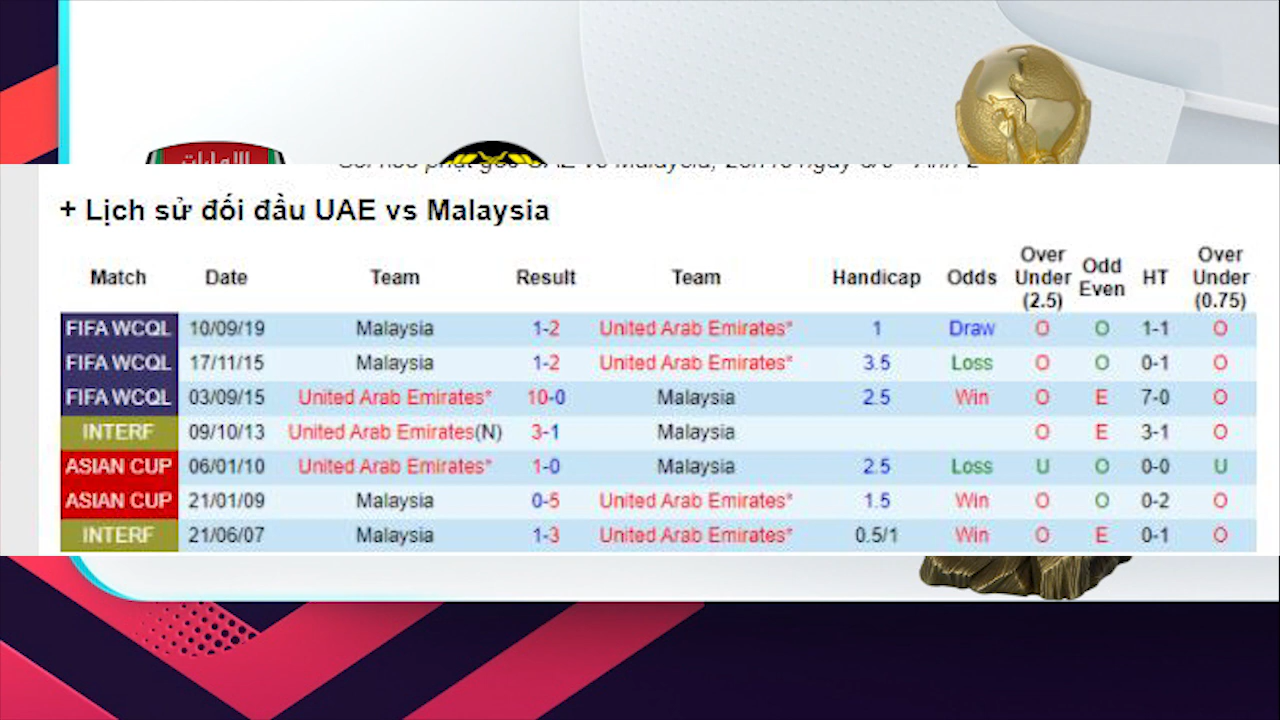 الإمارات
+ Lịch sử đối đầu UAE vs Malaysia
Match Date Team Result Team Handicap Odds Over Under (2.5) Odd Even HT Over Under (0.75)
FIFA WCQL 10/09/19 Malaysia 1-2 United Arab Emirates* 1 Draw O O 1-1 O
FIFA WCQL 17/11/15 Malaysia 1-2 United Arab Emirates* 3.5 Loss O O 0-1 O
FIFA WCQL 03/09/15 United Arab Emirates* 10-0 Malaysia 2.5 Win O E 7-0 O
INTERF 09/10/13 United Arab Emirates(N) 3-1 Malaysia O E 3-1 O
ASIAN CUP 06/01/10 United Arab Emirates* 1-0 Malaysia 2.5 Loss U O 0-0 U
ASIAN CUP 21/01/09 Malaysia 0-5 United Arab Emirates* 1.5 Win O O 0-2 O
INTERF 21/06/07 Malaysia 1-3 United Arab Emirates* 0.5/1 Win O E 0-1 O